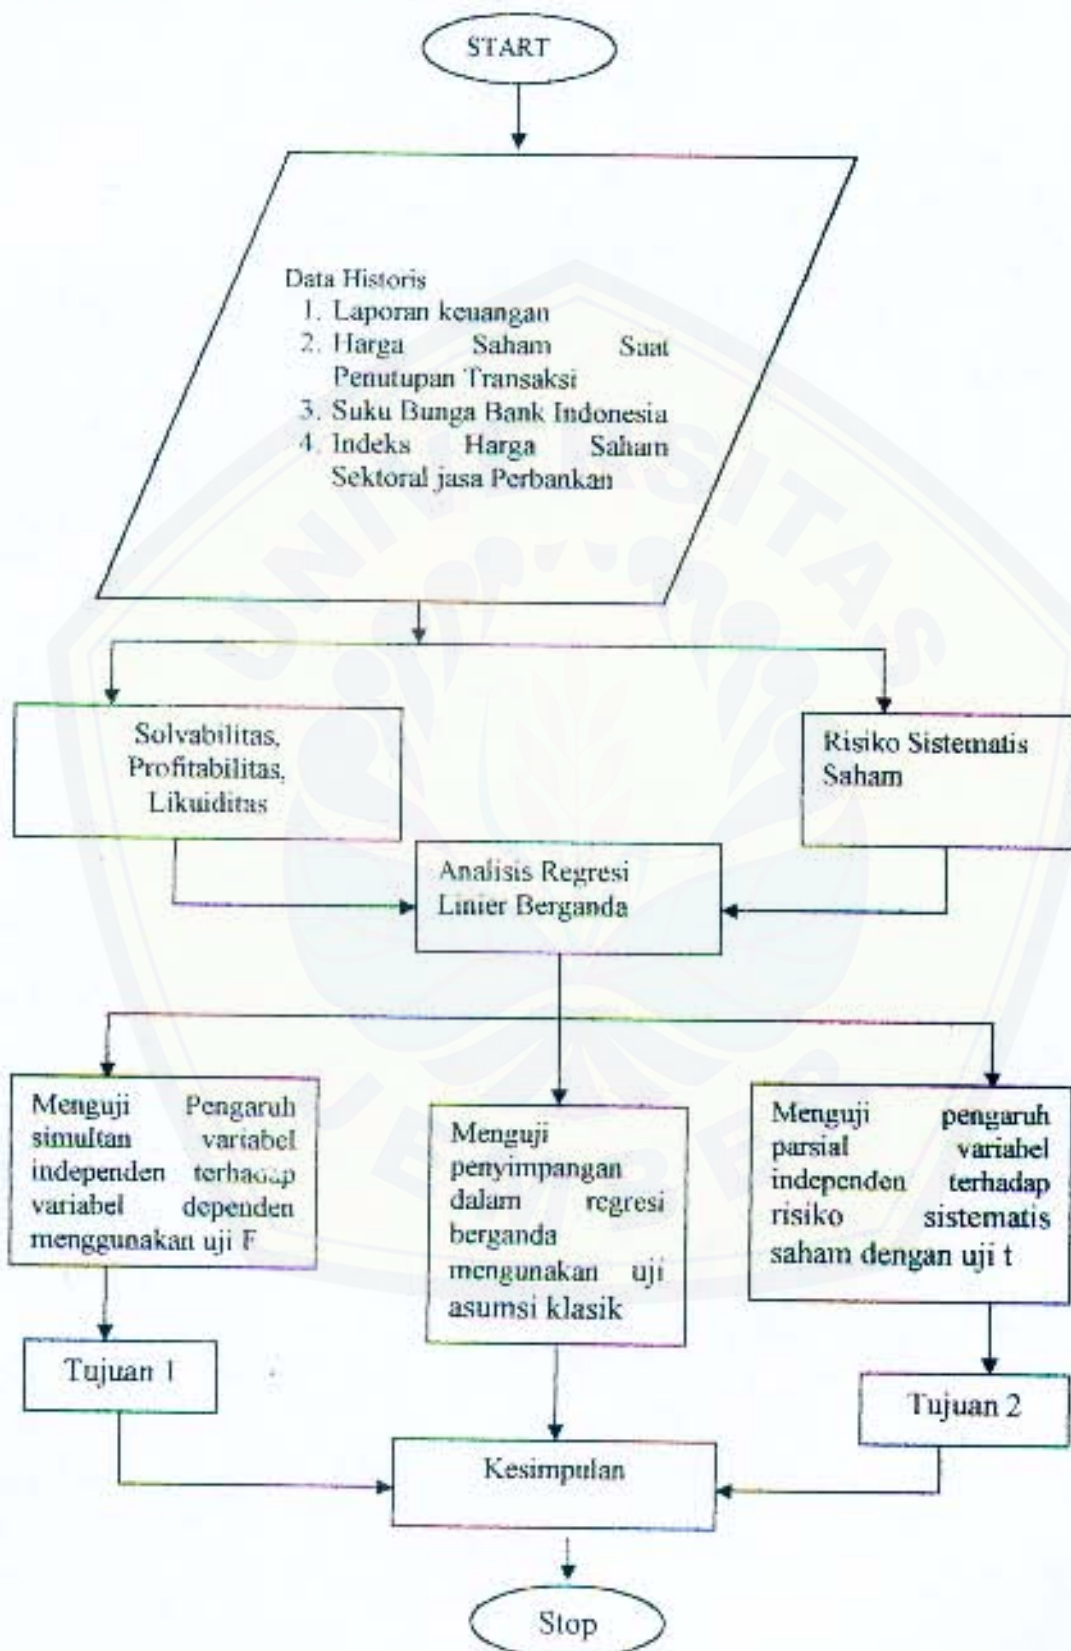 START
Data Historis
1. Laporan keuangan
2. Harga Saham Saat
Penutupan Transaksi
3. Suku Bunga Bank Indonesia
4. Indeks Harga Saham
Sektoral jasa Perbankan
Solvabilitas,
Profitabilitas,
Likuiditas
Risiko Sistematis
Saham
Analisis Regresi
Linier Berganda
Menguji Pengaruh
simultan variabel
independen terhadap
variabel dependen
menggunakan uji F
Menguji
penyimpangan
dalam regresi
berganda
mengunakan uji
asumsi klasik
Menguji pengaruh
parsial variabel
independen terhadap
risiko sistematis
saham dengan uji t
Tujuan 1
Tujuan 2
Kesimpulan
Stop
UNIVERSITAS
JEMBER